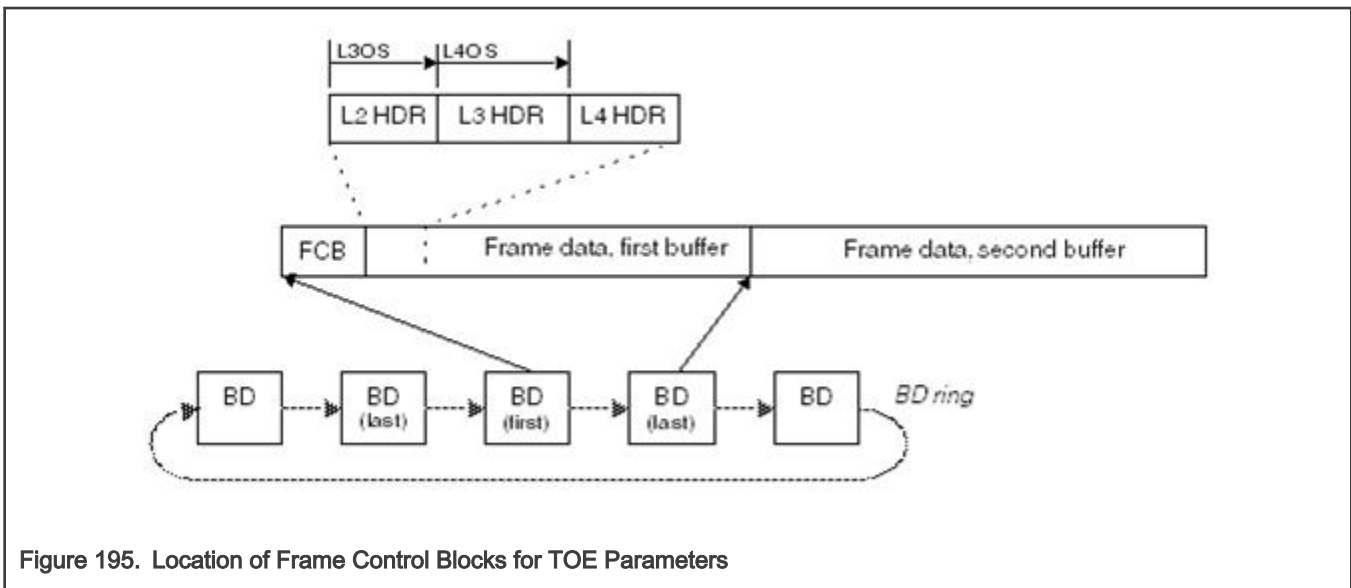 L3OS L4OS
L2 HDR L3 HDR L4 HDR
FCB Frame data, first buffer Frame data, second buffer
BD BD BD BD BD BD ring
(last) (first) (last)
Figure 195. Location of Frame Control Blocks for TOE Parameters